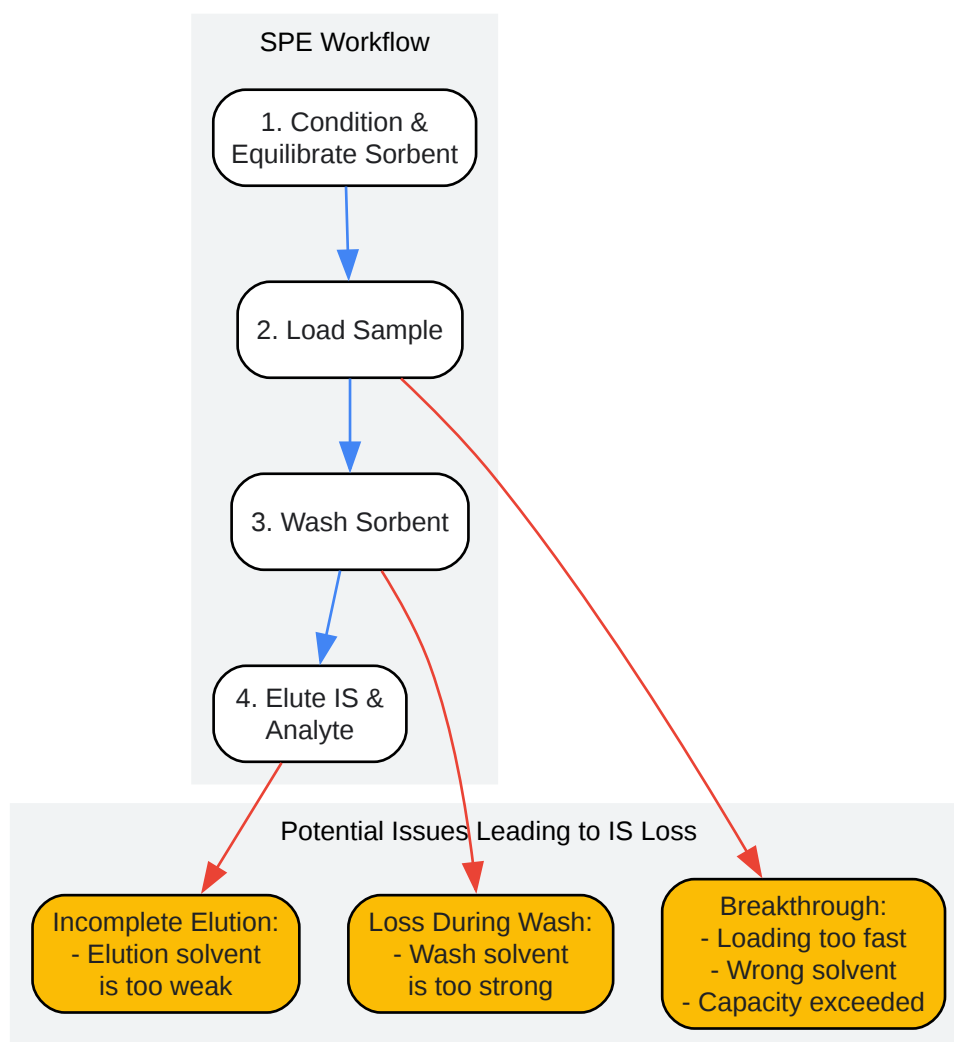 SPE Workflow
1. Condition &
Equilibrate Sorbent
2. Load Sample
3. Wash Sorbent
4. Elute IS &
Analyte
Potential Issues Leading to IS Loss
Incomplete Elution:
- Elution solvent
is too weak
Loss During Wash:
- Wash solvent
is too strong
Breakthrough:
- Loading too fast
- Wrong solvent
- Capacity exceeded